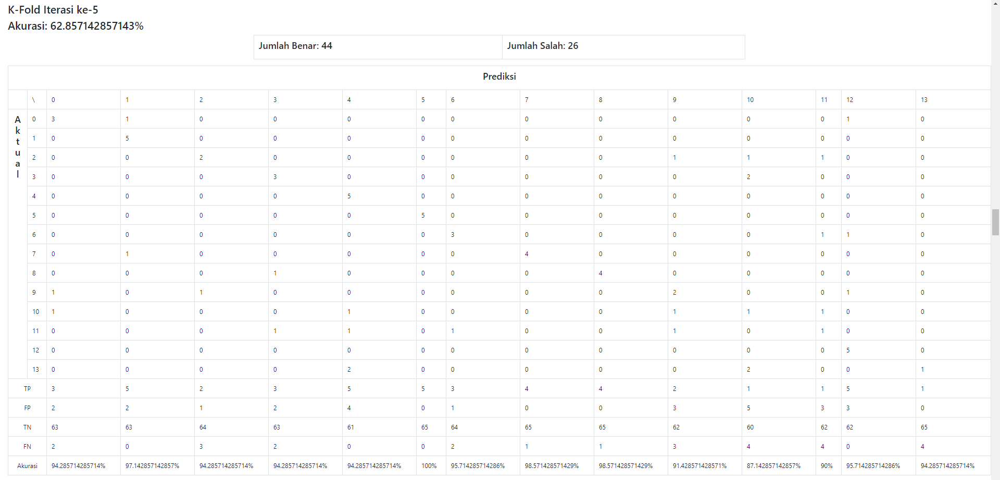 K-Fold Iterasi ke-5
Akurasi: 62.857142857143%
Jumlah Benar: 44 Jumlah Salah: 26
Prediksi
\ 0 1 2 3 4 5 6 7 8 9 10 11 12 13
Aktual
0 3 1 0 0 0 0 0 0 0 0 0 0 1 0
1 0 5 0 0 0 0 0 0 0 0 0 0 0 0
2 0 0 2 0 0 0 0 0 0 1 1 1 0 0
3 0 0 0 3 0 0 0 0 0 0 2 0 0 0
4 0 0 0 0 5 0 0 0 0 0 0 0 0 0
5 0 0 0 0 0 5 0 0 0 0 0 0 0 0
6 0 0 0 0 0 0 3 0 0 0 0 1 1 0
7 0 1 0 0 0 0 0 4 0 0 0 0 0 0
8 0 0 0 1 0 0 0 0 4 0 0 0 0 0
9 1 0 1 0 0 0 0 0 0 2 0 0 1 0
10 1 0 0 0 1 0 0 0 0 1 1 1 0 0
11 0 0 0 1 1 0 1 0 0 1 0 1 0 0
12 0 0 0 0 0 0 0 0 0 0 0 0 5 0
13 0 0 0 0 2 0 0 0 0 0 2 0 0 1
TP 3 5 2 3 5 5 3 4 4 2 1 1 5 1
FP 2 2 1 2 4 0 1 0 0 3 5 3 3 0
TN 63 63 64 63 61 65 64 65 65 62 60 62 62 65
FN 2 0 3 2 0 0 2 1 1 3 4 4 0 4
Akurasi 94.285714285714% 97.142857142857% 94.285714285714% 94.285714285714% 94.285714285714% 100% 95.714285714286% 98.571428571429% 98.571428571429% 91.428571428571% 87.142857142857% 90% 95.714285714286% 94.285714285714%